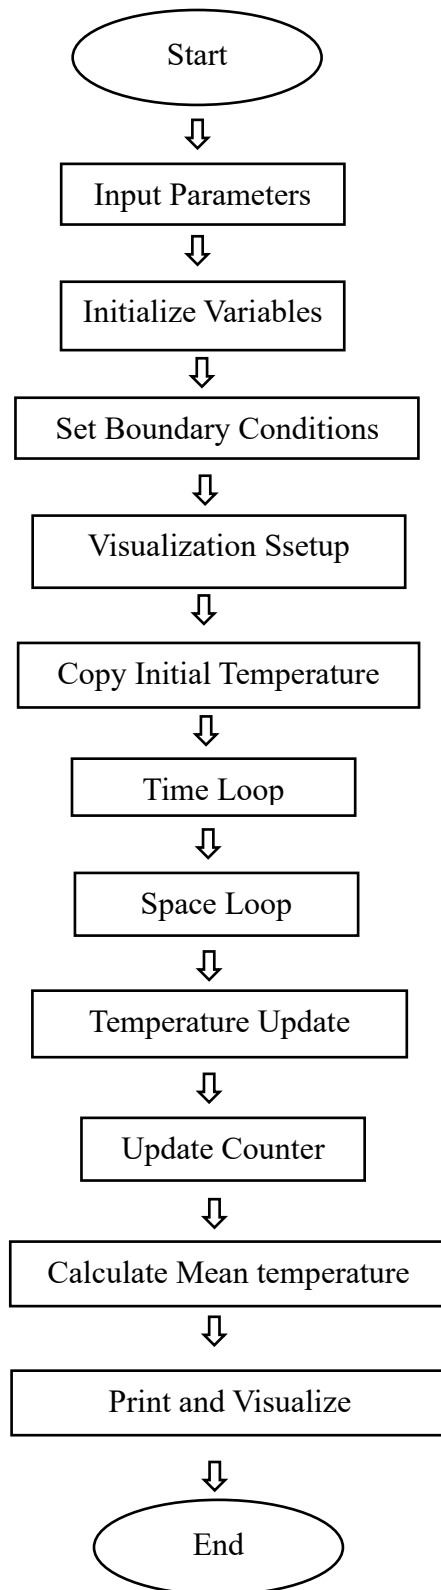 Start
Input Parameters
Initialize Variables
Set Boundary Conditions
Visualization Ssetup
Copy Initial Temperature
Time Loop
Space Loop
Temperature Update
Update Counter
Calculate Mean temperature
Print and Visualize
End